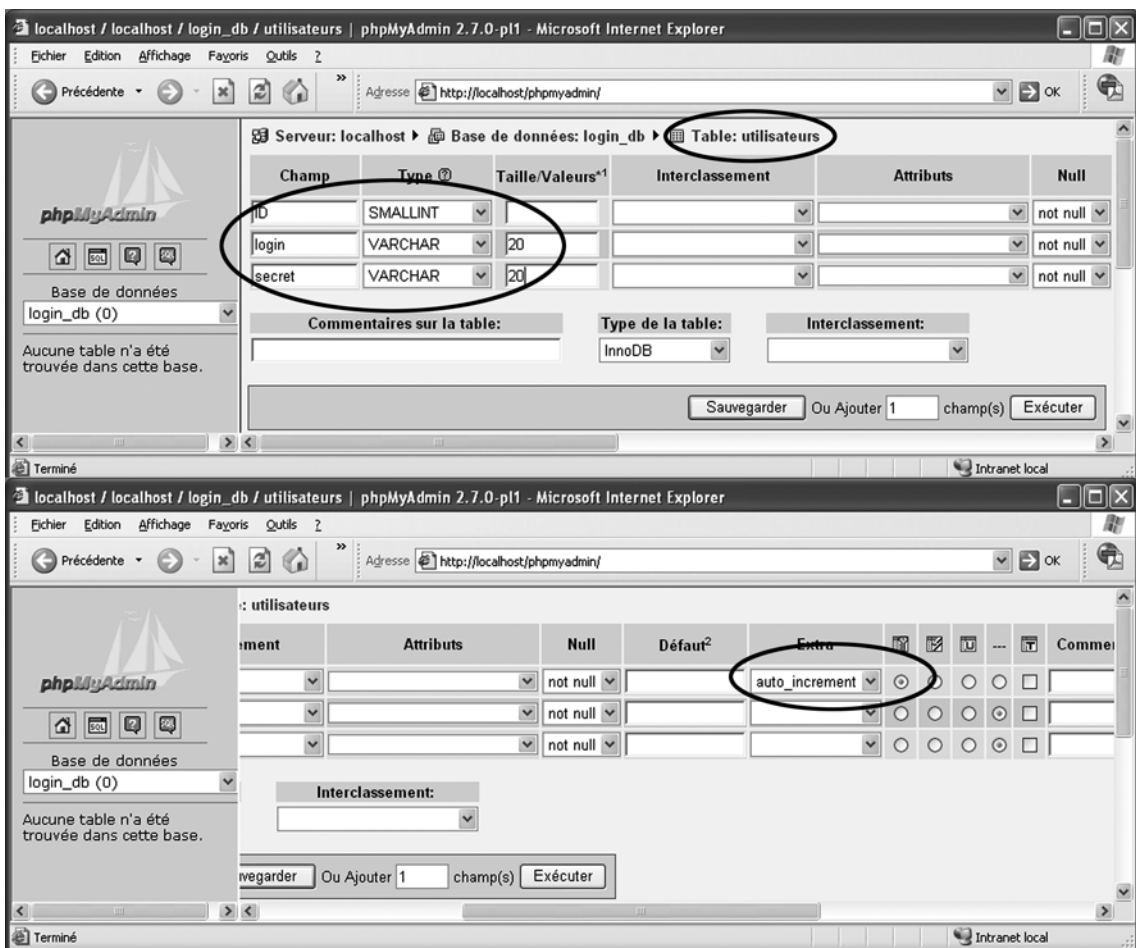 localhost / localhost / login_db / utilisateurs | phpMyAdmin 2.7.0-pl1 - Microsoft Internet Explorer
Fichier Edition Affichage Favoris Outils ?
Précédente » Adresse http://localhost/phpmyadmin/ OK
Serveur: localhost Base de données: login_db Table: utilisateurs
Champ Type Taille/Valeurs*1 Interclassement Attributs Null
ID SMALLINT not null
login VARCHAR 20 not null
secret VARCHAR 20 not null
phpMyAdmin
SQL
Base de données
login_db (0)
Aucune table n'a été
trouvée dans cette base.
Commentaires sur la table: Type de la table: Interclassement:
InnoDB
Sauvegarder Ou Ajouter 1 champ(s) Exécuter
Terminé Intranet local
localhost / localhost / login_db / utilisateurs | phpMyAdmin 2.7.0-pl1 - Microsoft Internet Explorer
Fichier Edition Affichage Favoris Outils ?
Précédente » Adresse http://localhost/phpmyadmin/ OK
: utilisateurs
ement Attributs Null Défaut2 Extra --- Commen
not null auto_increment
not null
not null
phpMyAdmin
SQL
Base de données
login_db (0)
Aucune table n'a été
trouvée dans cette base.
Interclassement:
uvegarder Ou Ajouter 1 champ(s) Exécuter
Terminé Intranet local